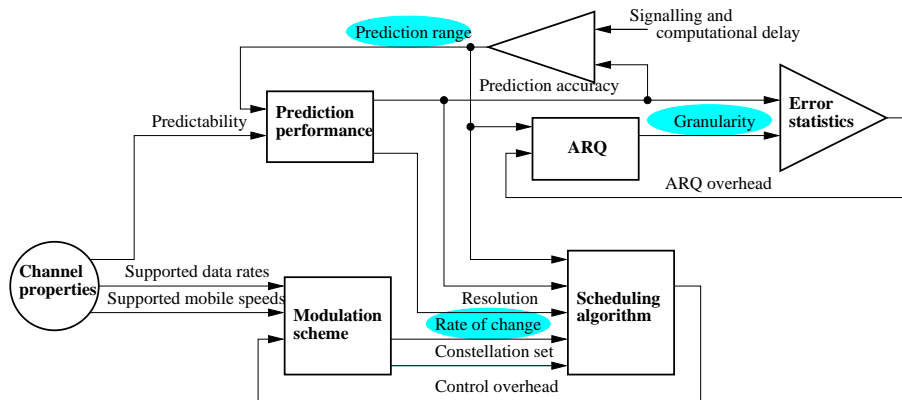 Signalling and
computational delay
Prediction range
Prediction accuracy
Prediction
performance
Predictability
Error
statistics
Granularity
ARQ
ARQ overhead
Channel
properties
Supported data rates
Supported mobile speeds
Modulation
scheme
Resolution
Rate of change
Constellation set
Control overhead
Scheduling
algorithm